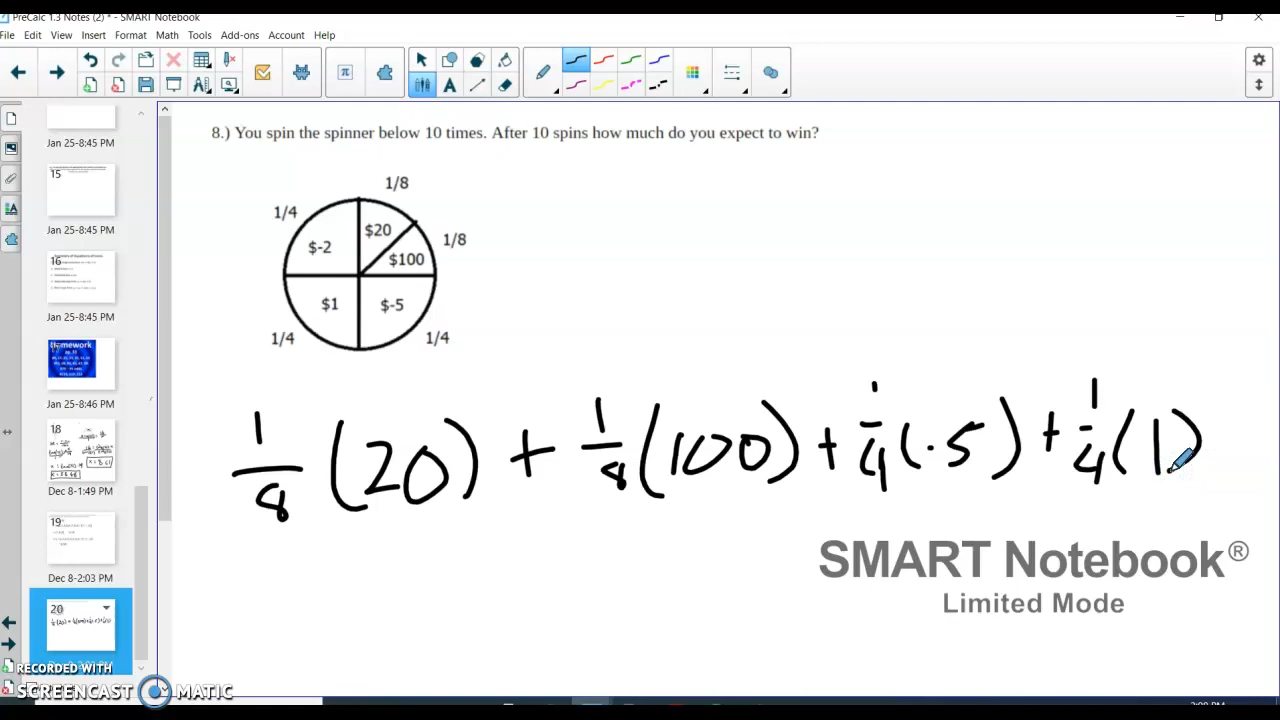 PreCalc 1.3 Notes (2) * - SMART Notebook
File Edit View Insert Format Math Tools Add-ons Account Help
8.) You spin the spinner below 10 times. After 10 spins how much do you expect to win?
1/8
1/4
$20
1/8
$-2
$100
$1
$-5
1/4
1/4
1/8 (20) + 1/8 (100) + 1/4 (-5) + 1/4 (1)
SMART Notebook®
Limited Mode
Jan 25-8:45 PM
15
Jan 25-8:45 PM
16
Jan 25-8:45 PM
Homework
Jan 25-8:46 PM
18
Dec 8-1:49 PM
19
Dec 8-2:03 PM
20
RECORDED WITH
SCREENCAST MATIC